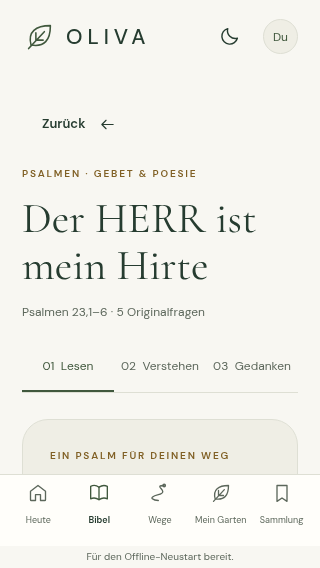 OLIVA
Du
Zurück ←
PSALMEN · GEBET & POESIE
Der HERR ist
mein Hirte
Psalmen 23,1–6 · 5 Originalfragen
01 Lesen 02 Verstehen 03 Gedanken
EIN PSALM FÜR DEINEN WEG
Heute Bibel Wege Mein Garten Sammlung
Für den Offline-Neustart bereit.